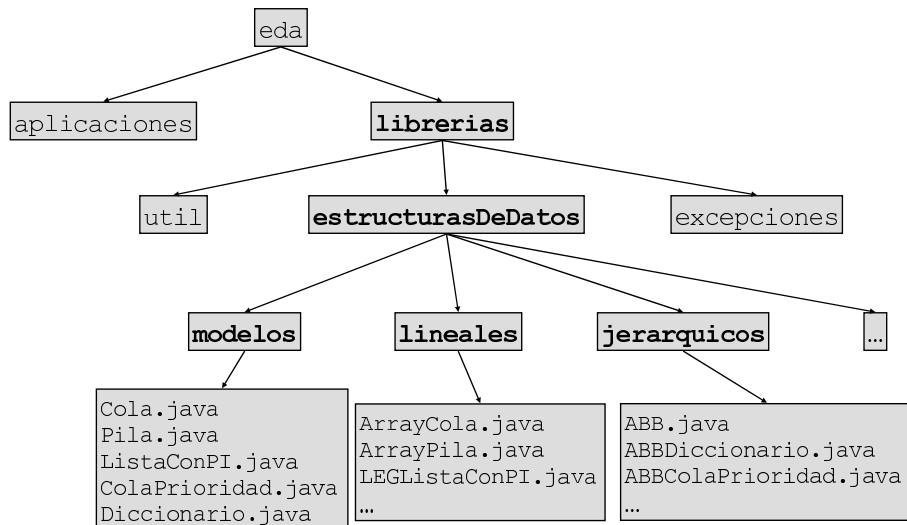 eda
aplicaciones
librerias
util
estructurasDeDatos
excepciones
modelos
lineales
jerarquicos
…
Cola.java
Pila.java
ListaConPI.java
ColaPrioridad.java
Diccionario.java
ArrayCola.java
ArrayPila.java
LEGListaConPI.java
…
ABB.java
ABBDiccionario.java
ABBColaPrioridad.java
…